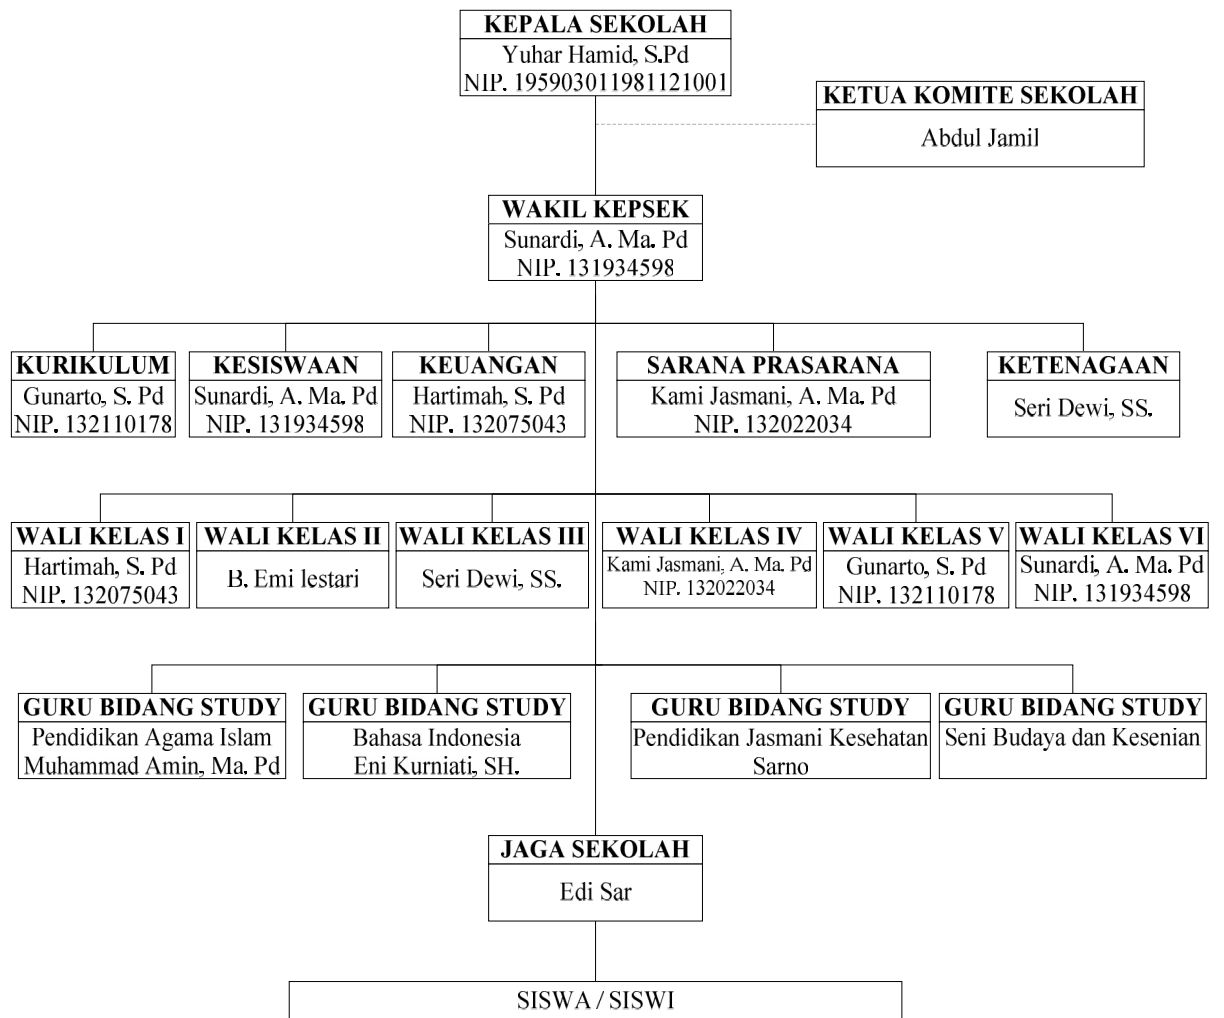 KEPALA SEKOLAH
Yuhar Hamid, S.Pd
NIP. 195903011981121001
KETUA KOMITE SEKOLAH
Abdul Jamil
WAKIL KEPSEK
Sunardi, A. Ma. Pd
NIP. 131934598
KURIKULUM
Gunarto, S. Pd
NIP. 132110178
KESISWAAN
Sunardi, A. Ma. Pd
NIP. 131934598
KEUANGAN
Hartimah, S. Pd
NIP. 132075043
SARANA PRASARANA
Kami Jasmani, A. Ma. Pd
NIP. 132022034
KETENAGAAN
Seri Dewi, SS.
WALI KELAS I
Hartimah, S. Pd
NIP. 132075043
WALI KELAS II
B. Emi lestari
WALI KELAS III
Seri Dewi, SS.
WALI KELAS IV
Kami Jasmani, A. Ma. Pd
NIP. 132022034
WALI KELAS V
Gunarto, S. Pd
NIP. 132110178
WALI KELAS VI
Sunardi, A. Ma. Pd
NIP. 131934598
GURU BIDANG STUDY
Pendidikan Agama Islam
Muhammad Amin, Ma. Pd
GURU BIDANG STUDY
Bahasa Indonesia
Eni Kurniati, SH.
GURU BIDANG STUDY
Pendidikan Jasmani Kesehatan
Sarno
GURU BIDANG STUDY
Seni Budaya dan Kesenian
JAGA SEKOLAH
Edi Sar
SISWA / SISWI